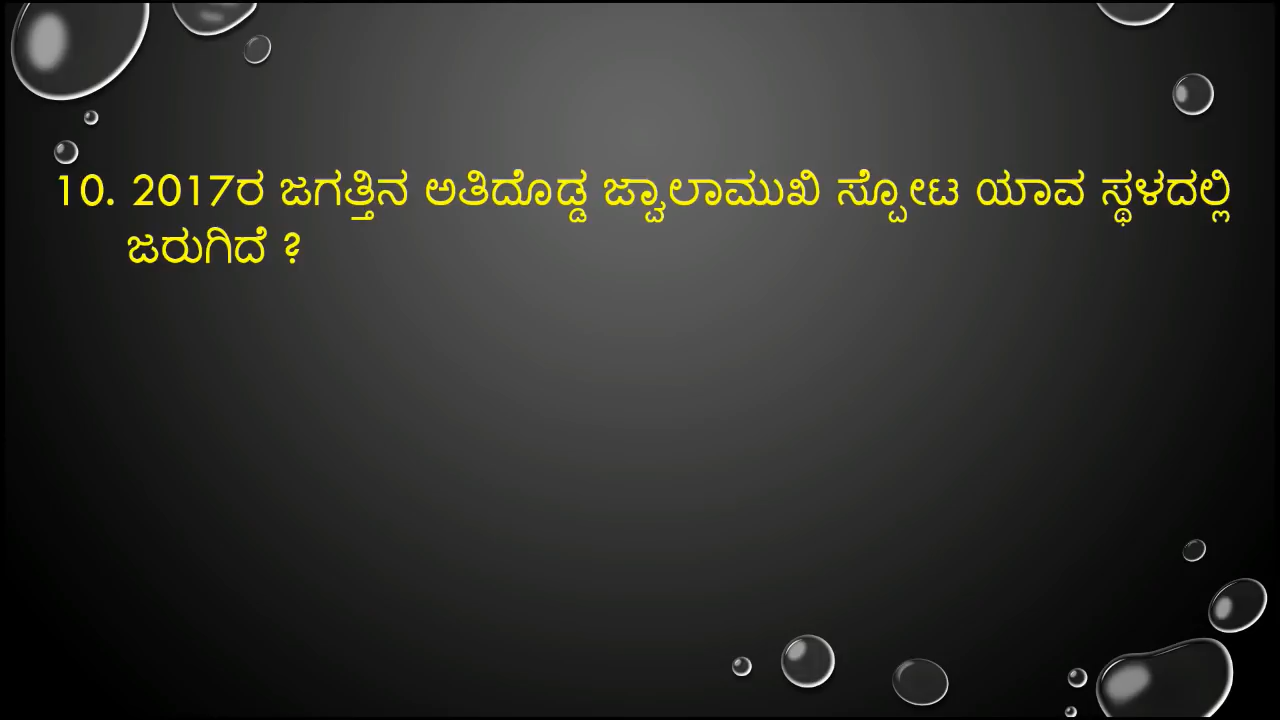 10. 2017ರ ಜಗತ್ತಿನ ಅತಿದೊಡ್ಡ ಜ್ವಾಲಾಮುಖಿ ಸ್ಪೋಟ ಯಾವ ಸ್ಥಳದಲ್ಲಿ
ಜರುಗಿದೆ ?